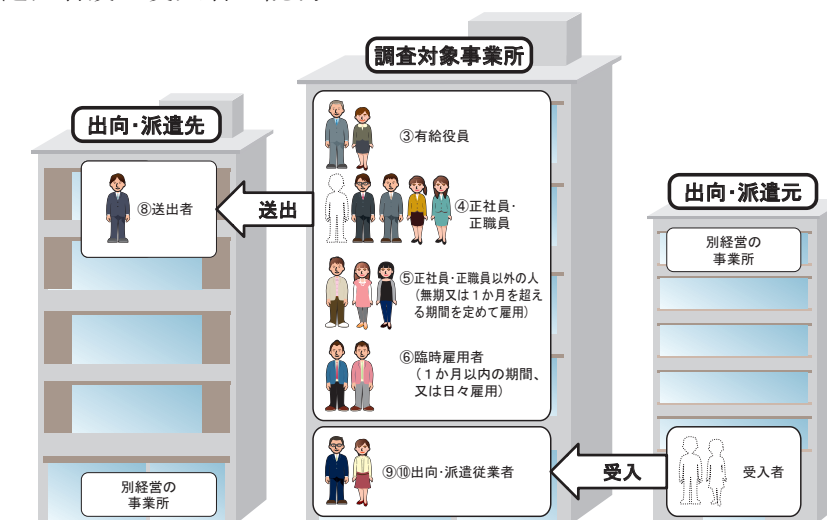 調査対象事業所
出向・派遣先
③有給役員
⑧送出者
送出
④正社員・
正職員
出向・派遣元
別経営の
事業所
⑤正社員・正職員以外の人
(無期又は1か月を超え
る期間を定めて雇用)
⑥臨時雇用者
(1か月以内の期間、
又は日々雇用)
⑨⑩出向・派遣従業者
受入
受入者
別経営の
事業所